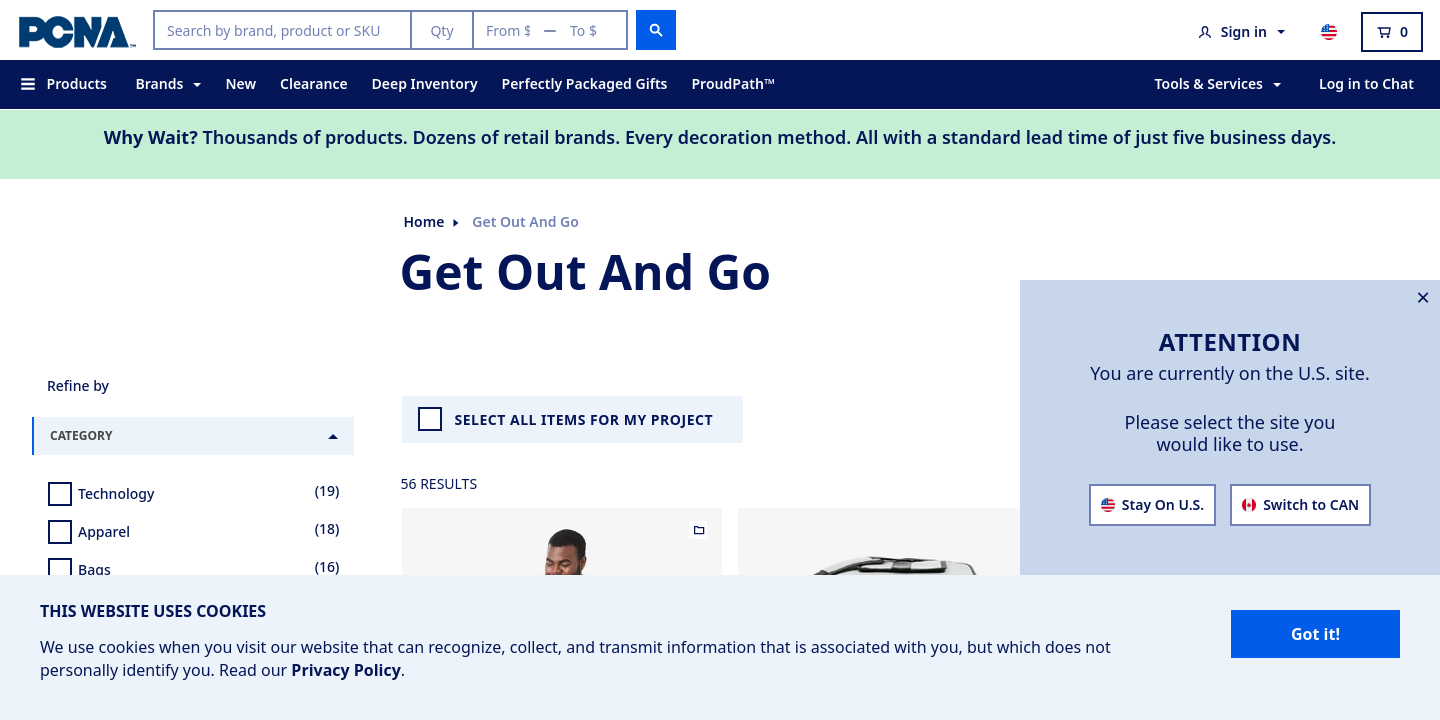 PCNA™
Search by brand, product or SKU
Qty
From $ — To $
Sign in
0
Products
Brands
New
Clearance
Deep Inventory
Perfectly Packaged Gifts
ProudPath™
Tools & Services
Log in to Chat
Why Wait? Thousands of products. Dozens of retail brands. Every decoration method. All with a standard lead time of just five business days.
Home
Get Out And Go
Get Out And Go
Refine by
CATEGORY
Technology (19)
Apparel (18)
Bags (16)
SELECT ALL ITEMS FOR MY PROJECT
56 RESULTS
ATTENTION
You are currently on the U.S. site.
Please select the site you
would like to use.
Stay On U.S.
Switch to CAN
THIS WEBSITE USES COOKIES
We use cookies when you visit our website that can recognize, collect, and transmit information that is associated with you, but which does not
personally identify you. Read our Privacy Policy.
Got it!